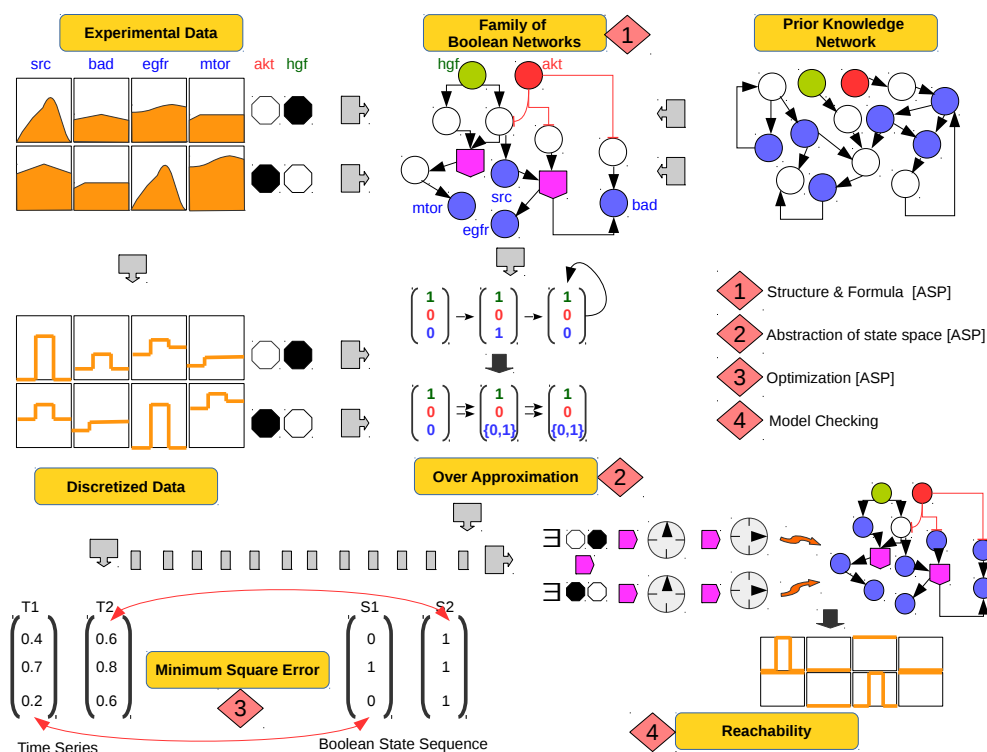 Experimental Data
Family of
Boolean Networks
1
Prior Knowledge
Network
src bad egfr mtor akt hgf
hgf akt
src
mtor
egfr
bad
1 1 1
0 0 0
0 1 0
1 1 1
0 0 0
0 {0,1} {0,1}
1 Structure & Formula [ASP]
2 Abstraction of state space [ASP]
3 Optimization [ASP]
4 Model Checking
Discretized Data
Over Approximation 2
∃
∃
T1 T2 S1 S2
0.4 0.6 0 1
0.7 0.8 1 1
0.2 0.6 0 1
Minimum Square Error
3
Time Series
Boolean State Sequence
4 Reachability